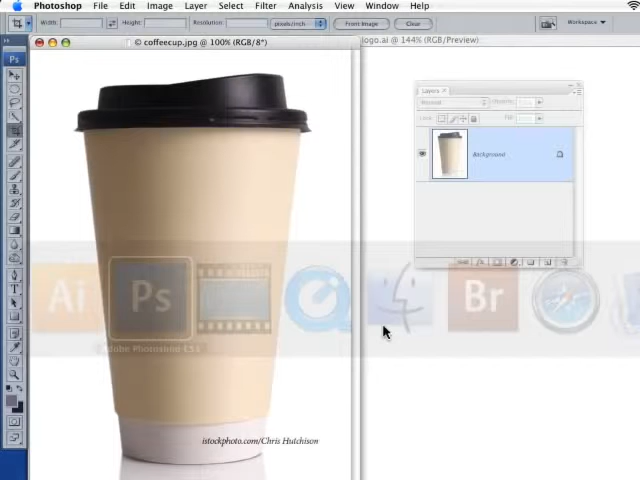 Photoshop File Edit Image Layer Select Filter Analysis View Window Help
Width: Height: Resolution: pixels/inch Front Image Clear Workspace
© coffeecup.jpg @ 100% (RGB/8*)
logo.ai @ 144% (RGB/Preview)
Ps
Layers
Normal
Lock: Fill:
Background
Ai Ps Br
Adobe Photoshop CS3
istockphoto.com/Chris Hutchison